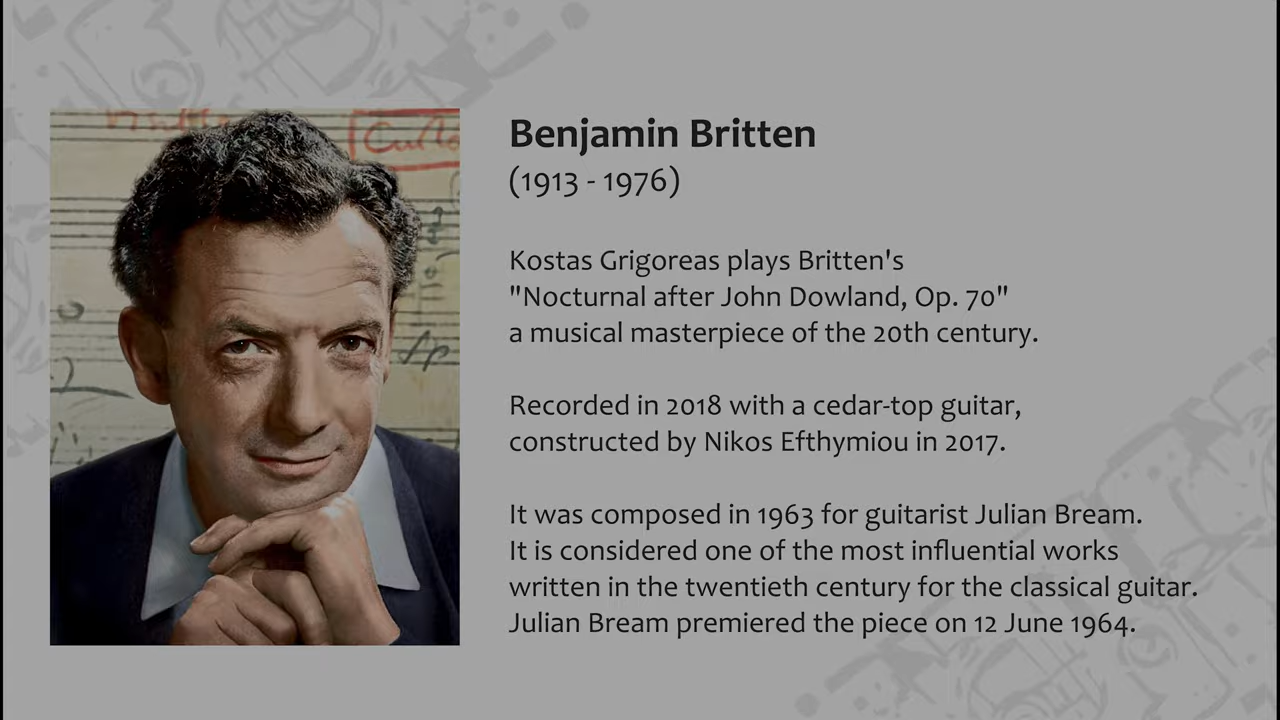 Benjamin Britten
(1913 - 1976)
Kostas Grigoreas plays Britten's
"Nocturnal after John Dowland, Op. 70"
a musical masterpiece of the 20th century.
Recorded in 2018 with a cedar-top guitar,
constructed by Nikos Efthymiou in 2017.
It was composed in 1963 for guitarist Julian Bream.
It is considered one of the most influential works
written in the twentieth century for the classical guitar.
Julian Bream premiered the piece on 12 June 1964.